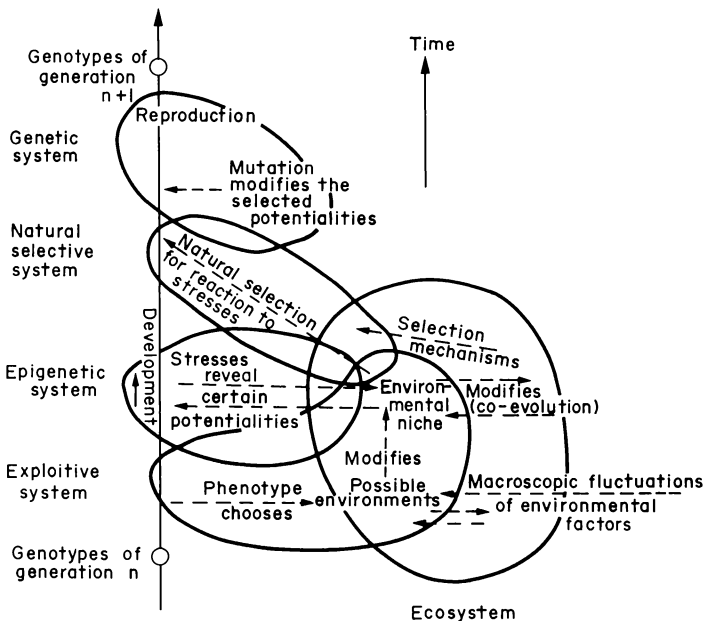 Genotypes of
generation
n+1
Time
Reproduction
Genetic
system
Mutation
modifies the
selected
potentialities
Natural
selective
system
Natural selection
for reaction to
stresses
Selection
mechanisms
Development
Epigenetic
system
Stresses
reveal
certain
potentialities
Environ
mental
niche
Modifies
(co-evolution)
Exploitive
system
Phenotype
chooses
Modifies
Possible
environments
Macroscopic fluctuations
of environmental
factors
Genotypes of
generation n
Ecosystem